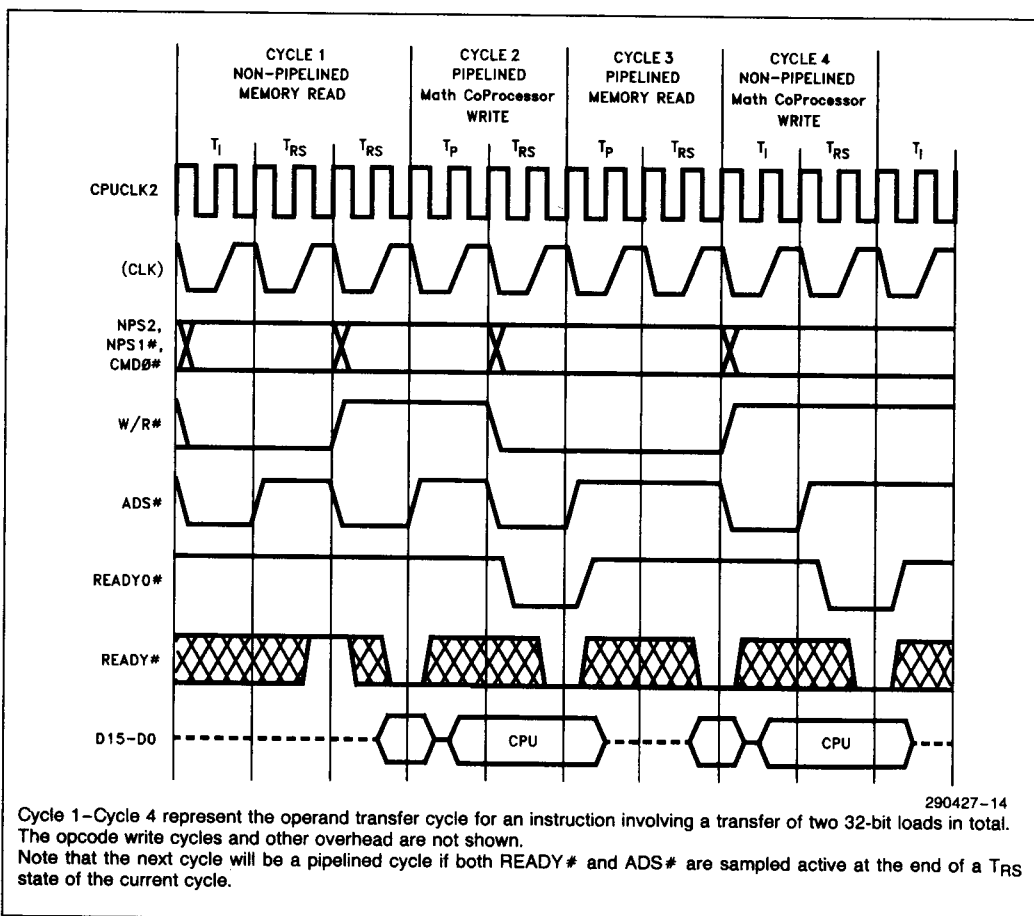 CYCLE 1
NON-PIPELINED
MEMORY READ
CYCLE 2
PIPELINED
Math CoProcessor
WRITE
CYCLE 3
PIPELINED
MEMORY READ
CYCLE 4
NON-PIPELINED
Math CoProcessor
WRITE
TI TRS TRS TP TRS TP TRS TI TRS TI
CPUCLK2
(CLK)
NPS2,
NPS1#,
CMD0#
W/R#
ADS#
READYO#
READY#
D15-D0
CPU
CPU
290427-14
Cycle 1–Cycle 4 represent the operand transfer cycle for an instruction involving a transfer of two 32-bit loads in total.
The opcode write cycles and other overhead are not shown.
Note that the next cycle will be a pipelined cycle if both READY# and ADS# are sampled active at the end of a TRS
state of the current cycle.